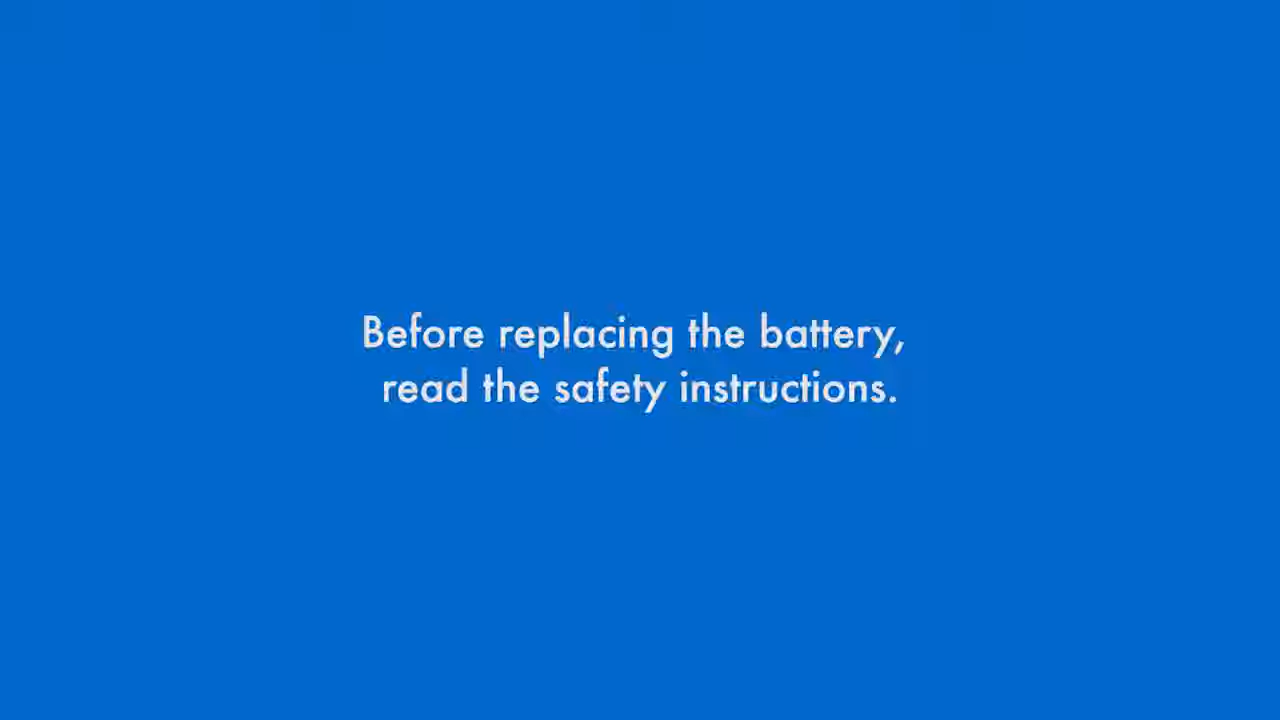 Before replacing the battery,
read the safety instructions.